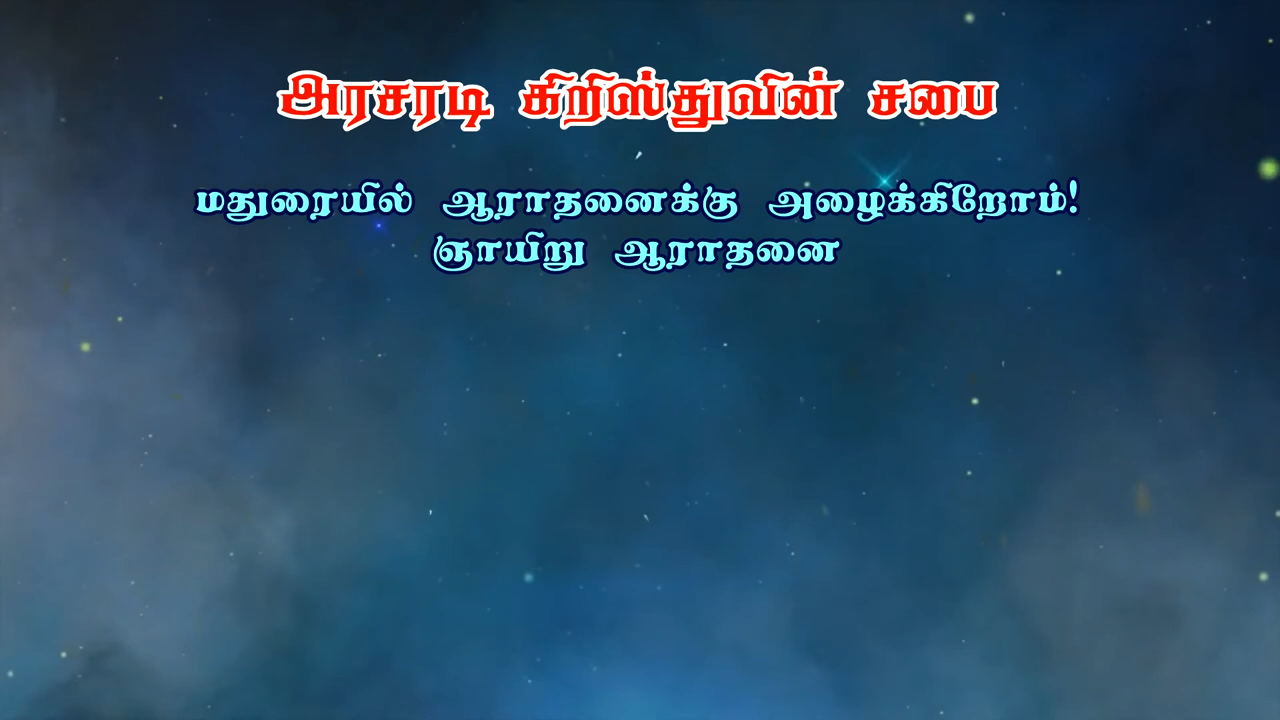 அரசரடி கிறிஸ்துவின் சபை
மதுரையில் ஆராதனைக்கு அழைக்கிறோம்!
ஞாயிறு ஆராதனை